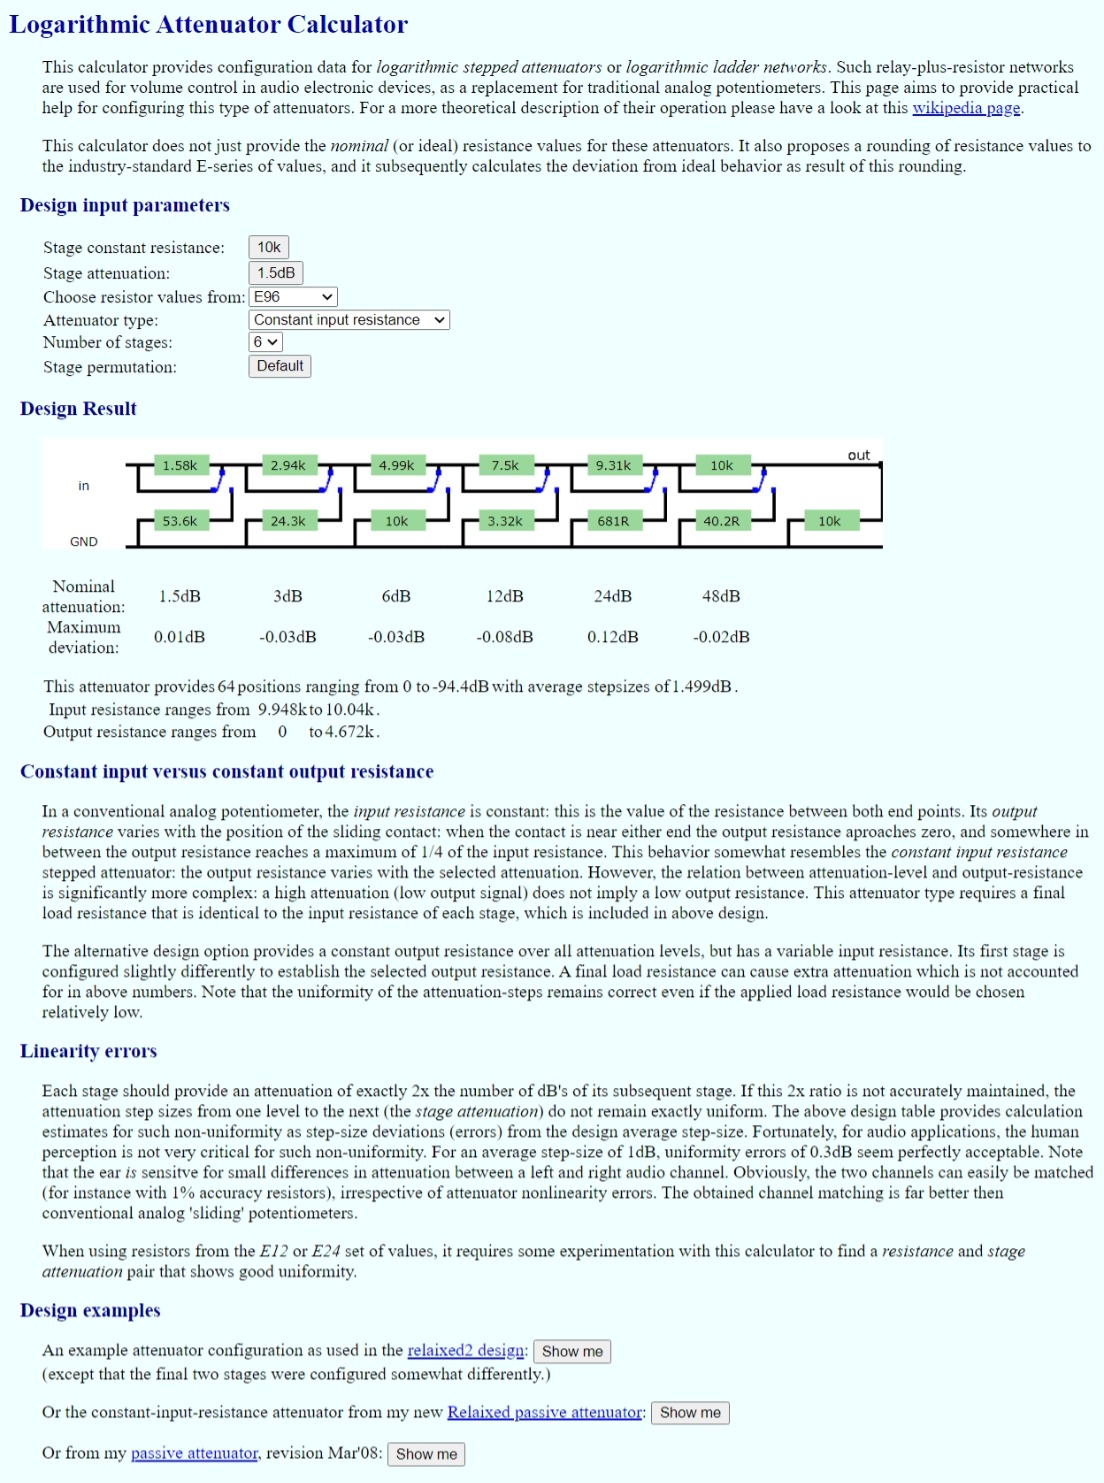 Logarithmic Attenuator Calculator
This calculator provides configuration data for logarithmic stepped attenuators or logarithmic ladder networks. Such relay-plus-resistor networks
are used for volume control in audio electronic devices, as a replacement for traditional analog potentiometers. This page aims to provide practical
help for configuring this type of attenuators. For a more theoretical description of their operation please have a look at this wikipedia page.
This calculator does not just provide the nominal (or ideal) resistance values for these attenuators. It also proposes a rounding of resistance values to
the industry-standard E-series of values, and it subsequently calculates the deviation from ideal behavior as result of this rounding.
Design input parameters
Stage constant resistance: 10k
Stage attenuation: 1.5dB
Choose resistor values from: E96
Attenuator type: Constant input resistance
Number of stages: 6
Stage permutation: Default
Design Result
out
1.58k 2.94k 4.99k 7.5k 9.31k 10k
in
53.6k 24.3k 10k 3.32k 681R 40.2R 10k
GND
Nominal
attenuation: 1.5dB 3dB 6dB 12dB 24dB 48dB
Maximum
deviation: 0.01dB -0.03dB -0.03dB -0.08dB 0.12dB -0.02dB
This attenuator provides 64 positions ranging from 0 to -94.4dB with average stepsizes of 1.499dB.
Input resistance ranges from 9.948k to 10.04k.
Output resistance ranges from 0 to 4.672k.
Constant input versus constant output resistance
In a conventional analog potentiometer, the input resistance is constant: this is the value of the resistance between both end points. Its output
resistance varies with the position of the sliding contact: when the contact is near either end the output resistance aproaches zero, and somewhere in
between the output resistance reaches a maximum of 1/4 of the input resistance. This behavior somewhat resembles the constant input resistance
stepped attenuator: the output resistance varies with the selected attenuation. However, the relation between attenuation-level and output-resistance
is significantly more complex: a high attenuation (low output signal) does not imply a low output resistance. This attenuator type requires a final
load resistance that is identical to the input resistance of each stage, which is included in above design.
The alternative design option provides a constant output resistance over all attenuation levels, but has a variable input resistance. Its first stage is
configured slightly differently to establish the selected output resistance. A final load resistance can cause extra attenuation which is not accounted
for in above numbers. Note that the uniformity of the attenuation-steps remains correct even if the applied load resistance would be chosen
relatively low.
Linearity errors
Each stage should provide an attenuation of exactly 2x the number of dB's of its subsequent stage. If this 2x ratio is not accurately maintained, the
attenuation step sizes from one level to the next (the stage attenuation) do not remain exactly uniform. The above design table provides calculation
estimates for such non-uniformity as step-size deviations (errors) from the design average step-size. Fortunately, for audio applications, the human
perception is not very critical for such non-uniformity. For an average step-size of 1dB, uniformity errors of 0.3dB seem perfectly acceptable. Note
that the ear is sensitve for small differences in attenuation between a left and right audio channel. Obviously, the two channels can easily be matched
(for instance with 1% accuracy resistors), irrespective of attenuator nonlinearity errors. The obtained channel matching is far better then
conventional analog 'sliding' potentiometers.
When using resistors from the E12 or E24 set of values, it requires some experimentation with this calculator to find a resistance and stage
attenuation pair that shows good uniformity.
Design examples
An example attenuator configuration as used in the relaixed2 design: Show me
(except that the final two stages were configured somewhat differently.)
Or the constant-input-resistance attenuator from my new Relaixed passive attenuator: Show me
Or from my passive attenuator, revision Mar'08: Show me